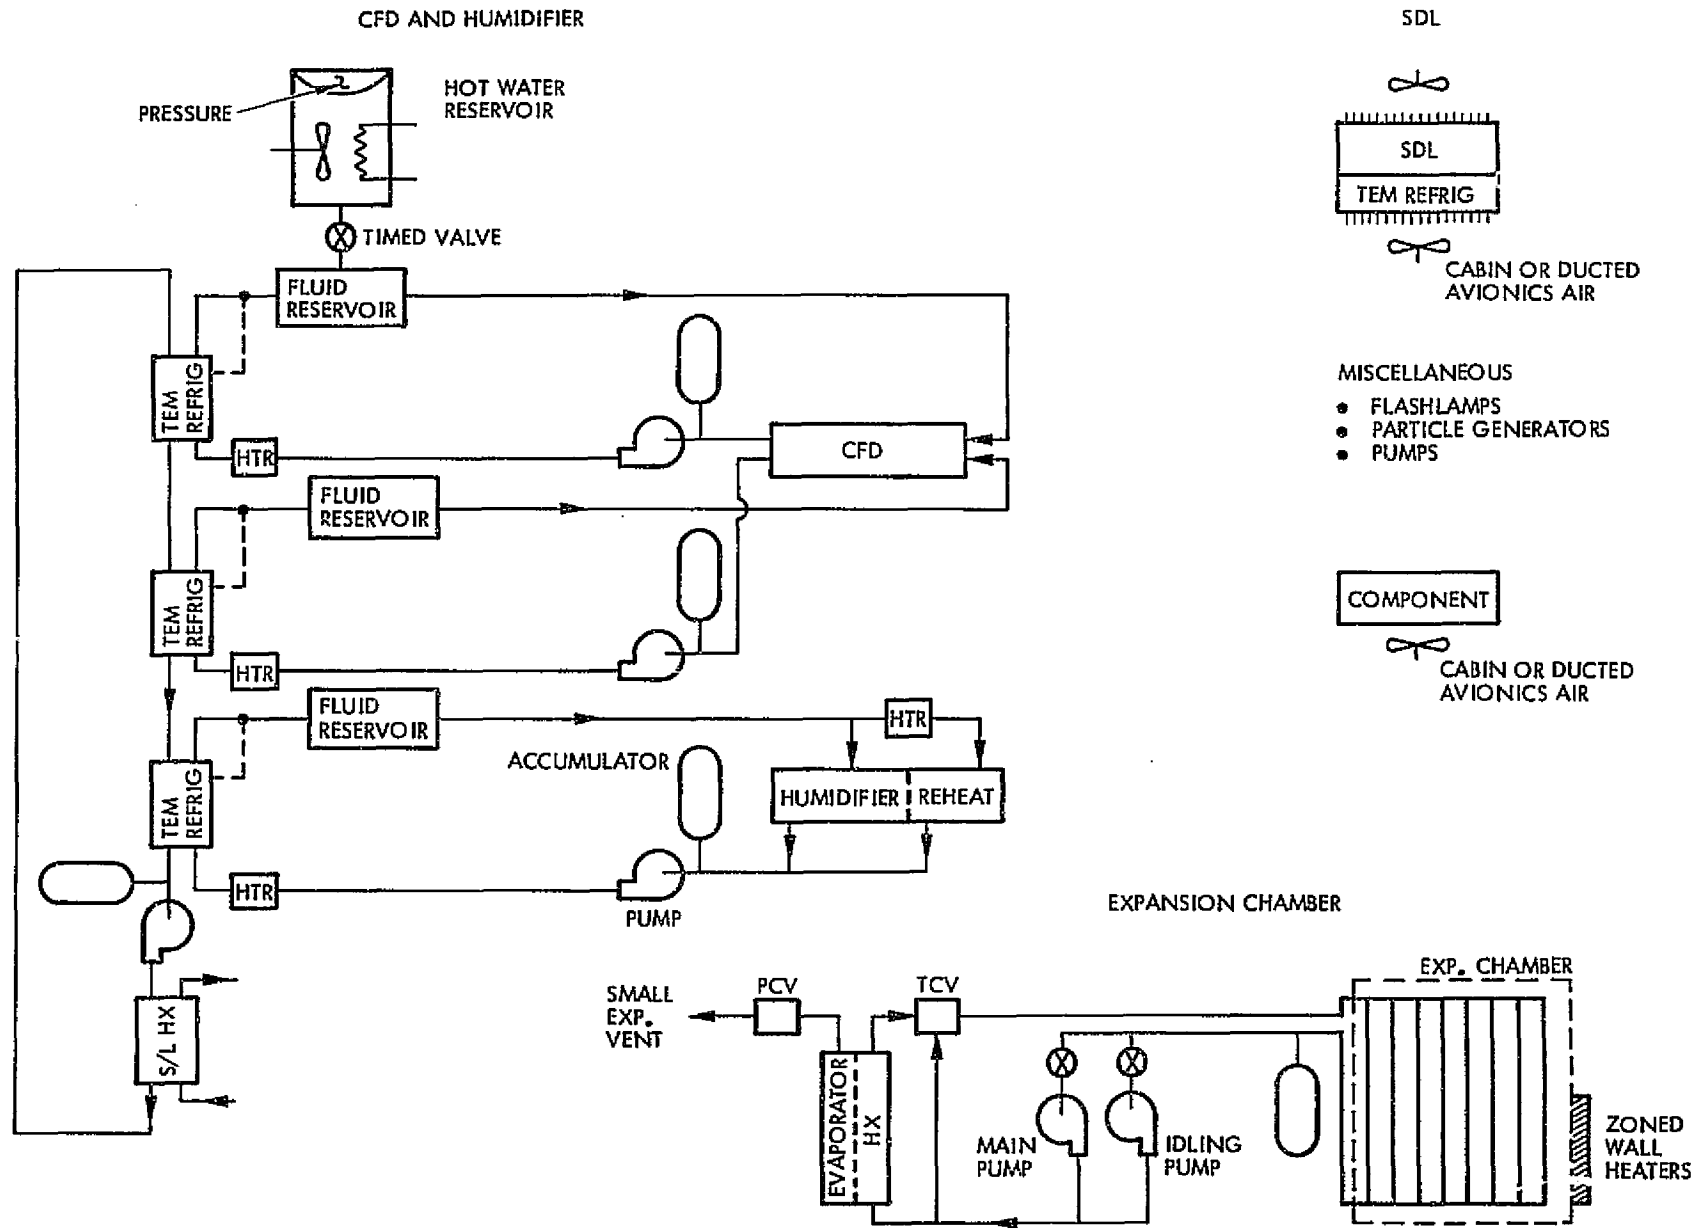 CFD AND HUMIDIFIER
SDL
PRESSURE
HOT WATER
RESERVOIR
SDL
TEM REFRIG
TIMED VALVE
CABIN OR DUCTED
AVIONICS AIR
FLUID
RESERVOIR
TEM
REFRIG
HTR
CFD
MISCELLANEOUS
• FLASHLAMPS
• PARTICLE GENERATORS
• PUMPS
FLUID
RESERVOIR
TEM
REFRIG
HTR
COMPONENT
CABIN OR DUCTED
AVIONICS AIR
FLUID
RESERVOIR
HTR
ACCUMULATOR
TEM
REFRIG
HUMIDIFIER
REHEAT
HTR
PUMP
EXPANSION CHAMBER
S/L HX
SMALL
EXP.
VENT
PCV
TCV
EXP. CHAMBER
EVAPORATOR
HX
MAIN
PUMP
IDLING
PUMP
ZONED
WALL
HEATERS